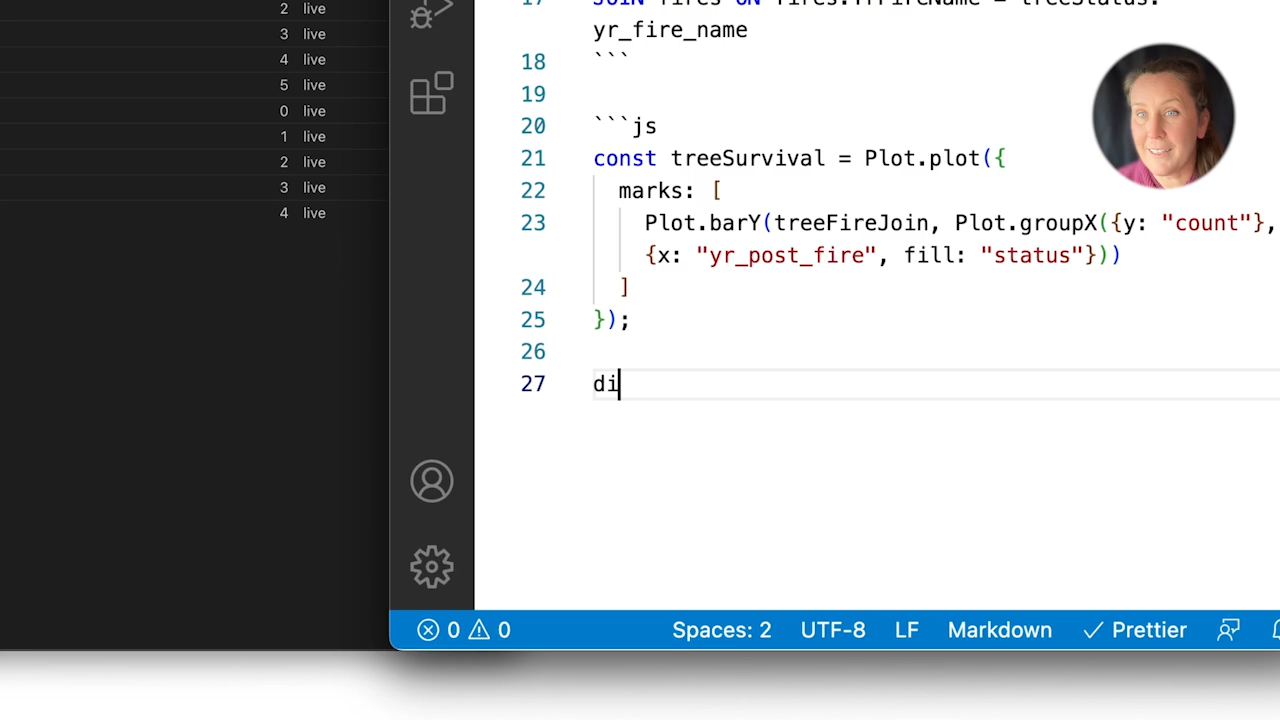 2 live
3 live
4 live
5 live
0 live
1 live
2 live
3 live
4 live
17 JOIN fires ON fires.YrFireName = treeStatus.
yr_fire_name
18 ```
19
20 ```js
21 const treeSurvival = Plot.plot({
22 marks: [
23 Plot.barY(treeFireJoin, Plot.groupX({y: "count"},
{x: "yr_post_fire", fill: "status"}))
24 ]
25 });
26
27 di
0 0 Spaces: 2 UTF-8 LF Markdown Prettier